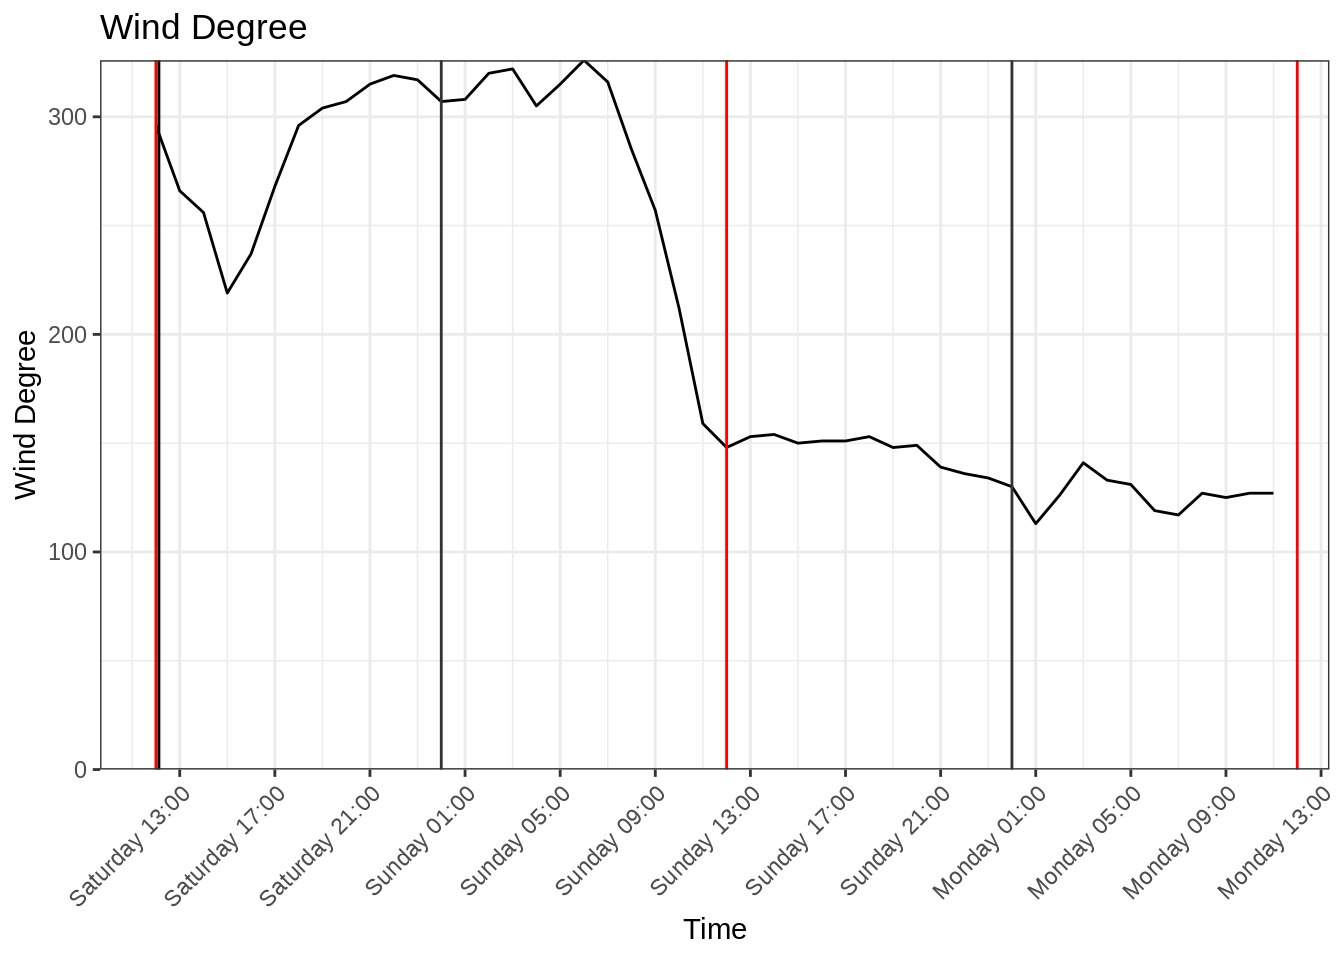 Wind Degree
Wind Degree
300
200
100
0
Saturday 13:00
Saturday 17:00
Saturday 21:00
Sunday 01:00
Sunday 05:00
Sunday 09:00
Sunday 13:00
Sunday 17:00
Sunday 21:00
Monday 01:00
Monday 05:00
Monday 09:00
Monday 13:00
Time